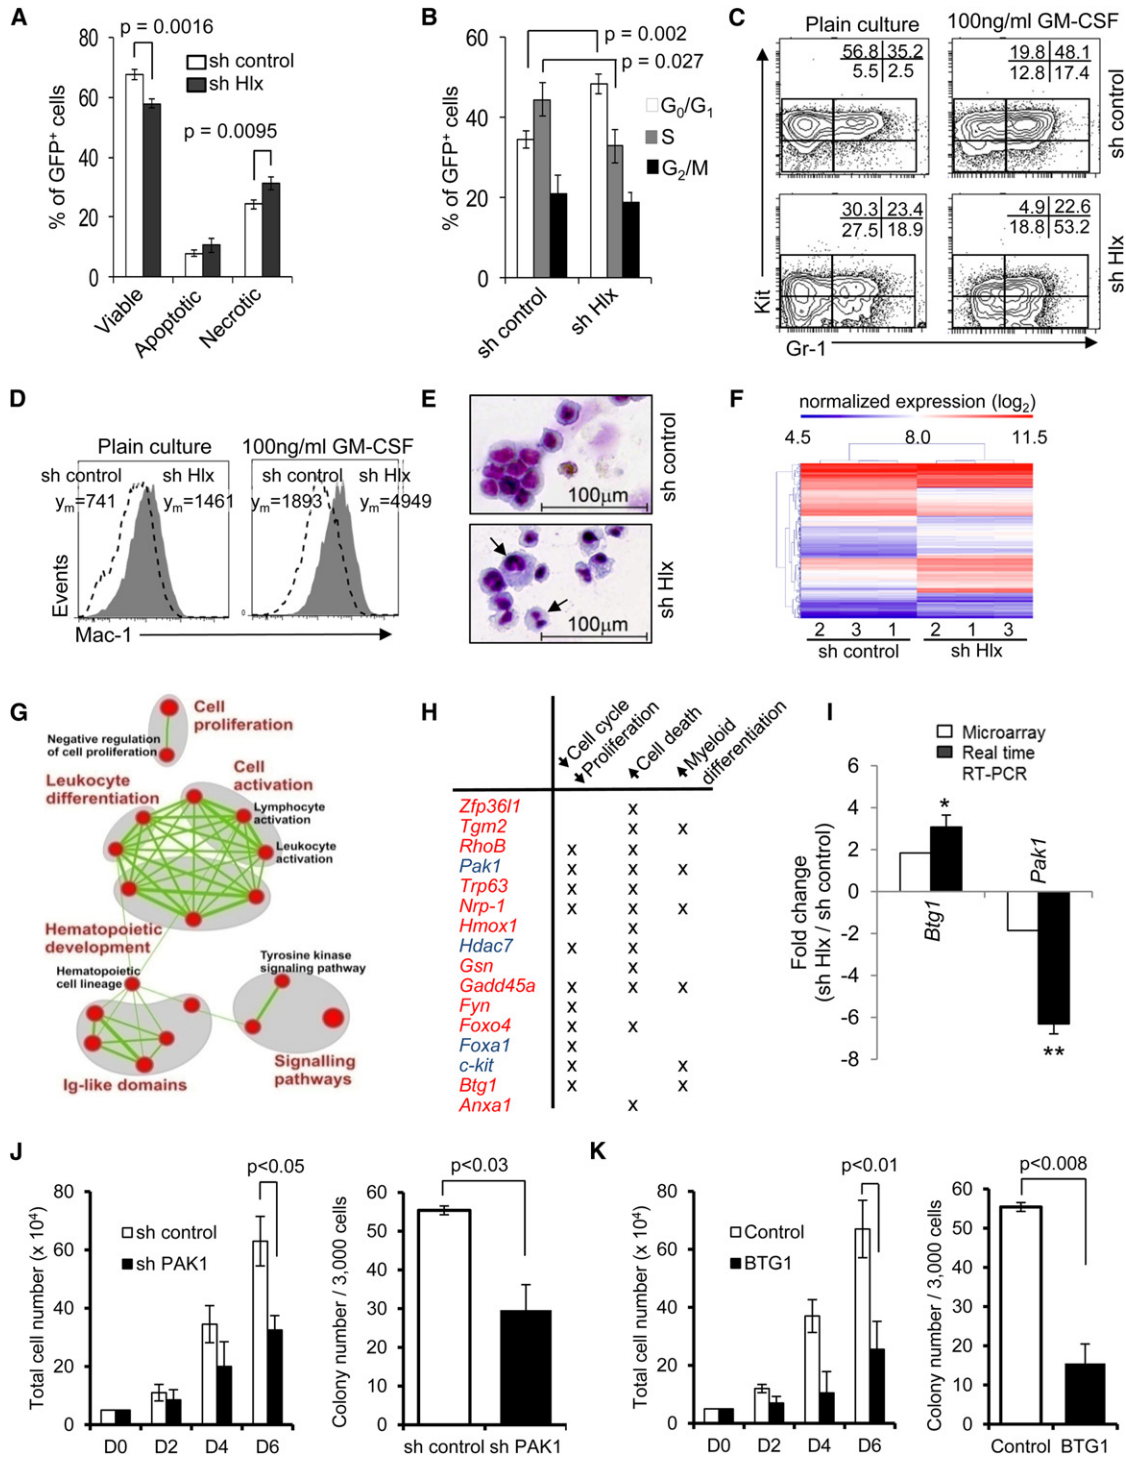 A
p = 0.0016
sh control
sh Hlx
p = 0.0095
% of GFP+ cells
80
60
40
20
0
Viable
Apoptotic
Necrotic
B
p = 0.002
p = 0.027
G0/G1
S
G2/M
% of GFP+ cells
60
40
20
0
sh control
sh Hlx
C
Plain culture
100ng/ml GM-CSF
56.8 35.2
5.5 2.5
19.8 48.1
12.8 17.4
sh control
30.3 23.4
27.5 18.9
4.9 22.6
18.8 53.2
sh Hlx
Kit
Gr-1
D
Plain culture
100ng/ml GM-CSF
sh control
sh Hlx
ym=741
ym=1461
sh control
sh Hlx
ym=1893
ym=4949
Events
0
Mac-1
E
100μm
sh control
100μm
sh Hlx
F
normalized expression (log2)
4.5 8.0 11.5
2 3 1 2 1 3
sh control
sh Hlx
G
Cell
proliferation
Negative regulation
of cell proliferation
Leukocyte
differentiation
Cell
activation
Lymphocyte
activation
Leukocyte
activation
Hematopoietic
development
Hematopoietic
cell lineage
Tyrosine kinase
signaling pathway
Ig-like domains
Signalling
pathways
H
Cell cycle
Proliferation
Cell death
Myeloid
differentiation
Zfp36l1 x
Tgm2 x x
RhoB x x
Pak1 x x x
Trp63 x x
Nrp-1 x x x
Hmox1 x
Hdac7 x x
Gsn x
Gadd45a x x x
Fyn x
Foxo4 x x
Foxa1 x
c-kit x x
Btg1 x x
Anxa1 x
I
Microarray
Real time
RT-PCR
Fold change
(sh Hlx / sh control)
6
4
2
0
-2
-4
-6
-8
*
Btg1
Pak1
**
J
p<0.05
sh control
sh PAK1
Total cell number (x 10⁴)
80
60
40
20
0
D0 D2 D4 D6
p<0.03
Colony number / 3,000 cells
60
50
40
30
20
10
0
sh control sh PAK1
K
p<0.01
Control
BTG1
Total cell number (x 10⁴)
80
60
40
20
0
D0 D2 D4 D6
p<0.008
Colony number / 3,000 cells
60
50
40
30
20
10
0
Control BTG1